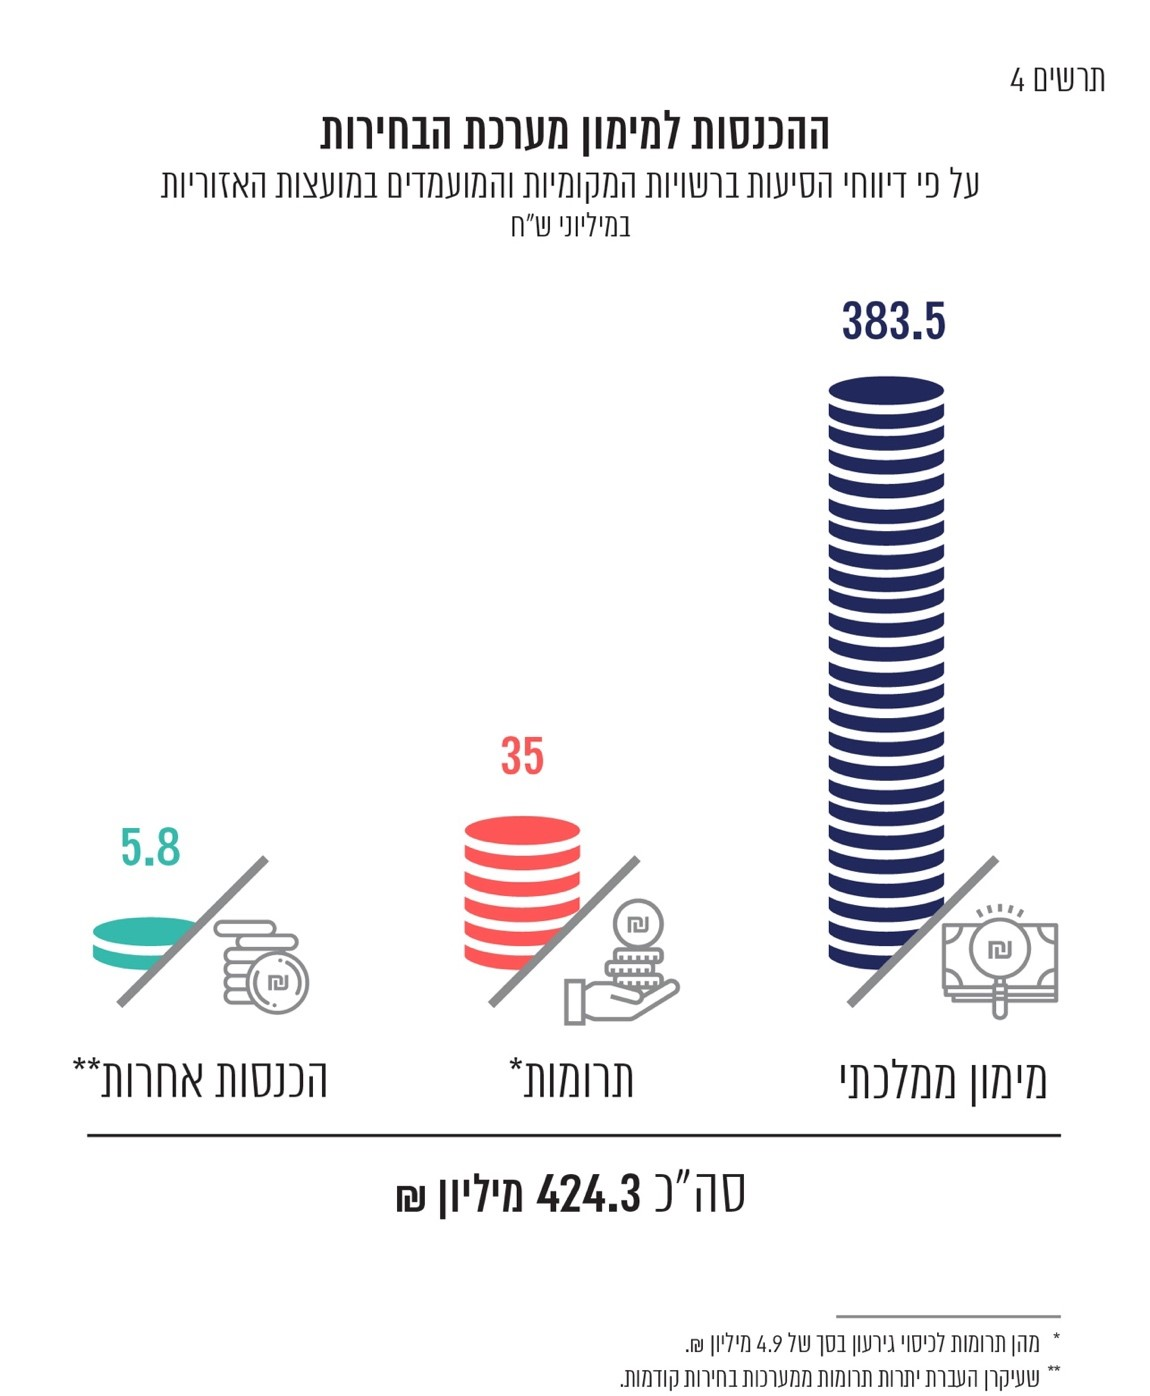 תרשים 4
ההכנסות למימון מערכת הבחירות
על פי דיווחי הסיעות ברשויות המקומיות והמועמדים במועצות האזוריות
במיליוני ש"ח
383.5
35
5.8
₪
₪
₪
מימון ממלכתי
תרומות*
הכנסות אחרות**
סה"כ 424.3 מיליון ₪
* מהן תרומות לכיסוי גירעון בסך של 4.9 מיליון ₪.
** שעיקרן העברת יתרות תרומות ממערכות בחירות קודמות.